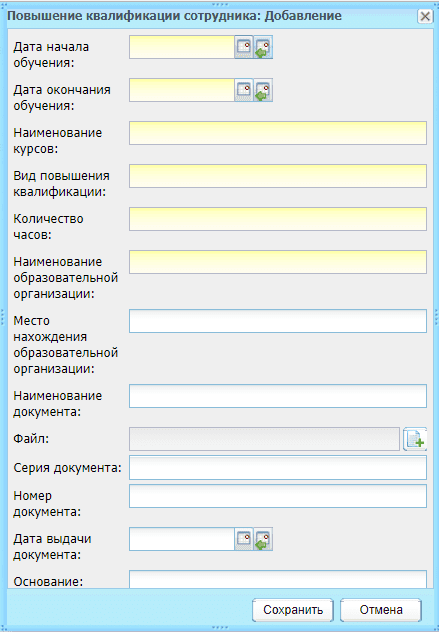 Повышение квалификации сотрудника: Добавление
Дата начала
обучения:
Дата окончания
обучения:
Наименование
курсов:
Вид повышения
квалификации:
Количество
часов:
Наименование
образовательной
организации:
Место
нахождения
образовательной
организации:
Наименование
документа:
Файл:
Серия документа:
Номер
документа:
Дата выдачи
документа:
Основание:
Сохранить
Отмена